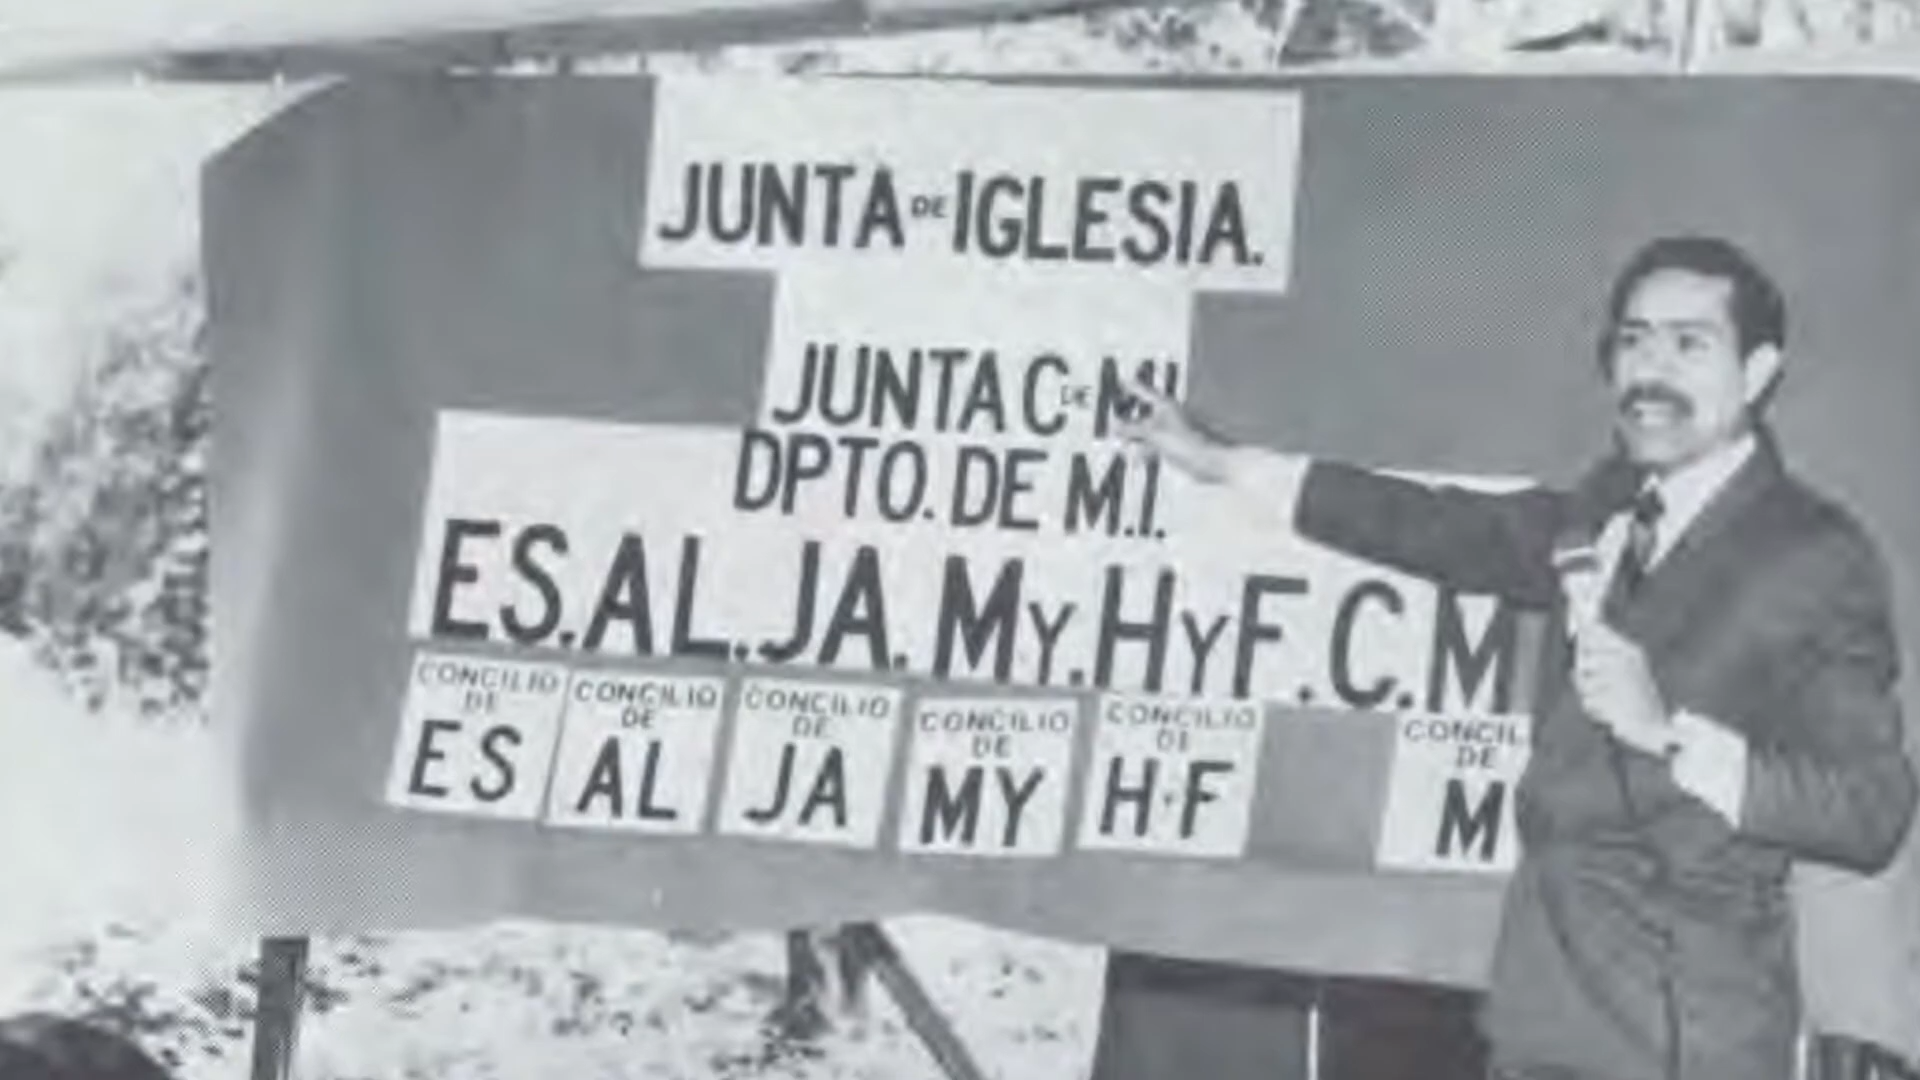 JUNTA DE IGLESIA.
JUNTA C DE MI
DPTO. DE M.I.
ES. AL. JA. MY. HYF. C. M
CONCILIO DE ES
CONCILIO DE AL
CONCILIO DE JA
CONCILIO DE MY
CONCILIO DE H·F
CONCIL DE M